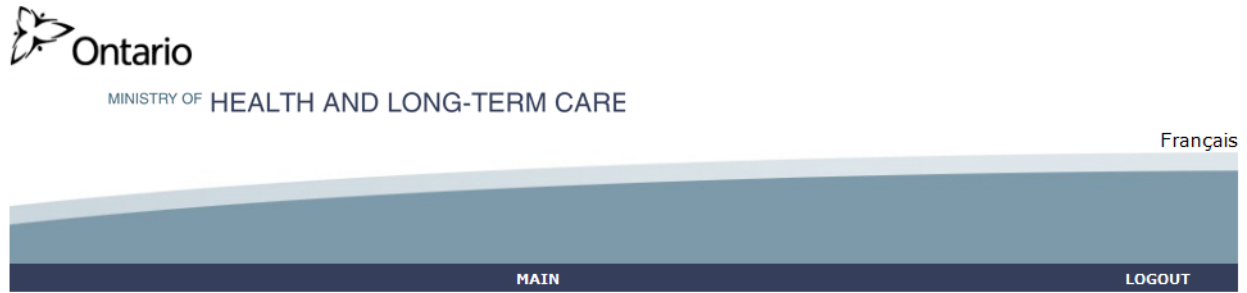 Ontario
MINISTRY OF HEALTH AND LONG-TERM CARE
Français
MAIN LOGOUT